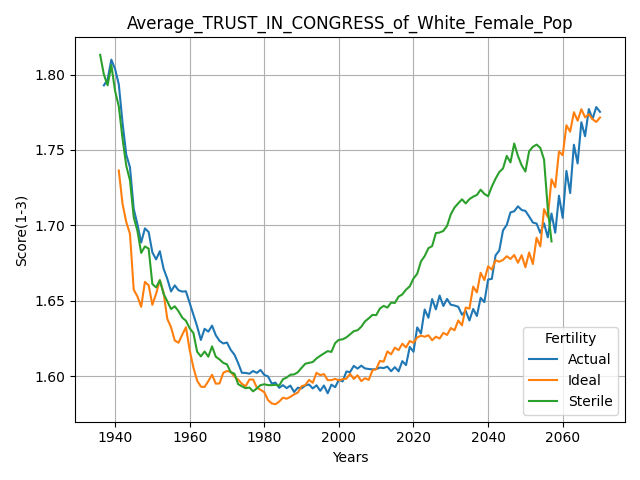 Average_TRUST_IN_CONGRESS_of_White_Female_Pop
Score(1-3)
1.80
1.75
1.70
1.65
1.60
1940 1960 1980 2000 2020 2040 2060
Years
Fertility
Actual
Ideal
Sterile